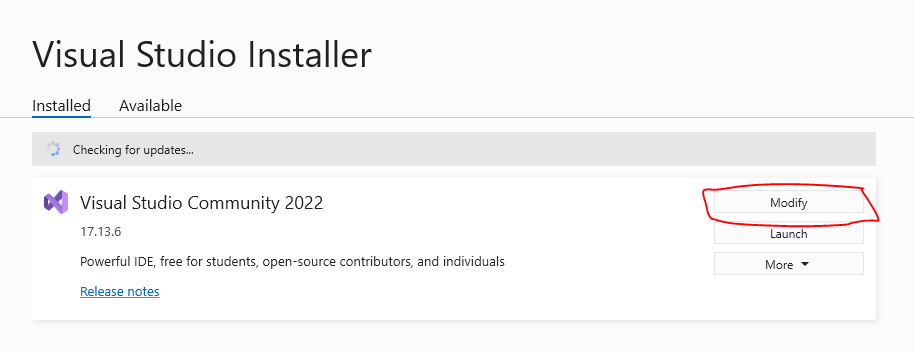 Visual Studio Installer
Installed Available
Checking for updates...
Visual Studio Community 2022 Modify
17.13.6 Launch
Powerful IDE, free for students, open-source contributors, and individuals More
Release notes